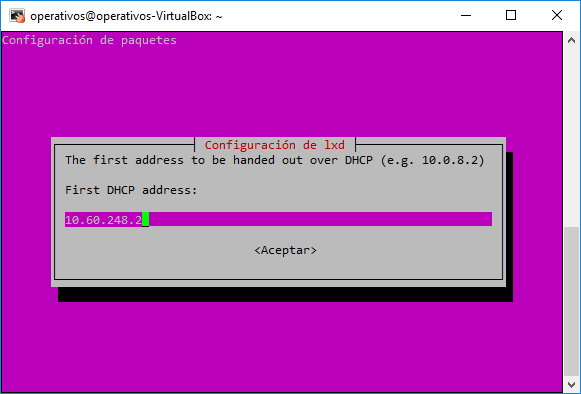 operativos@operativos-VirtualBox: ~
Configuración de paquetes
Configuración de lxd
The first address to be handed out over DHCP (e.g. 10.0.8.2)
First DHCP address:
10.60.248.2
<Aceptar>